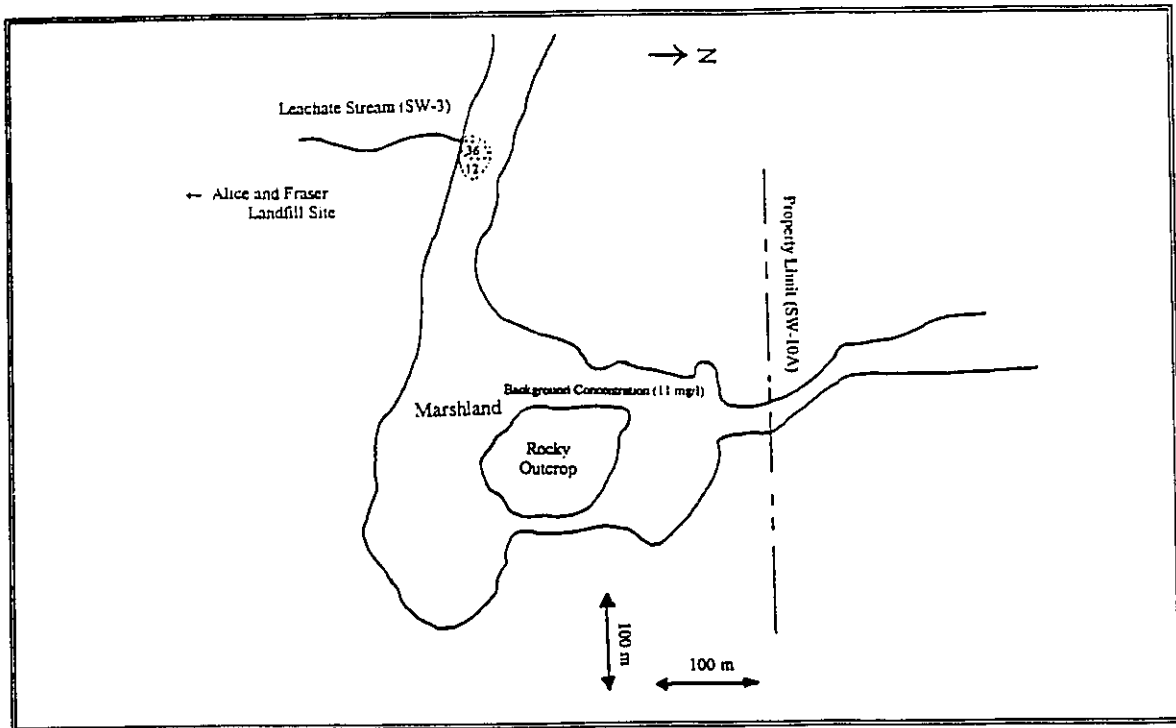 N
Leachate Stream (SW-3)
36
12
← Alice and Fraser
Landfill Site
Property Limit (SW-10A)
Background Concentration (11 mg/l)
Marshland
Rocky
Outcrop
100 m
100 m